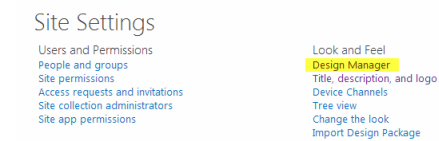 Site Settings
Users and Permissions
People and groups
Site permissions
Access requests and invitations
Site collection administrators
Site app permissions
Look and Feel
Design Manager
Title, description, and logo
Device Channels
Tree view
Change the look
Import Design Package